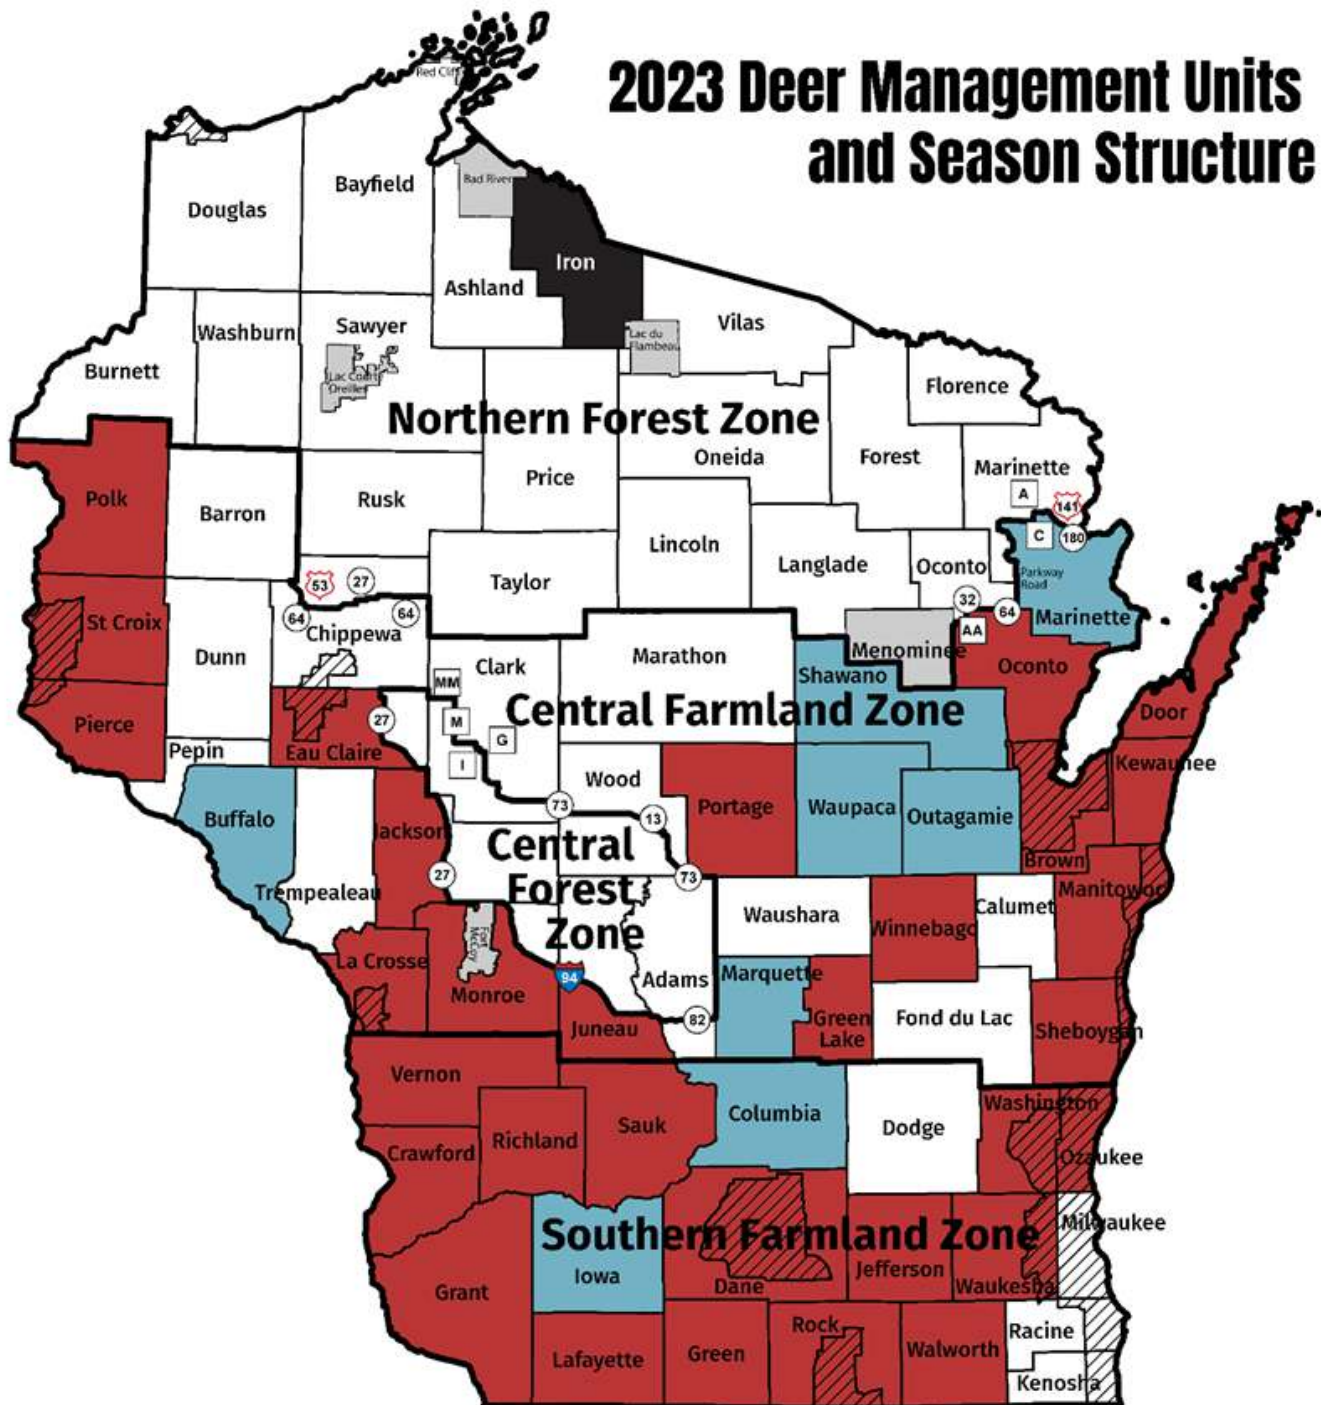 2023 Deer Management Units
and Season Structure
Red Cliff
Bad River
Bayfield
Douglas
Iron
Ashland
Vilas
Washburn
Sawyer
Lac du
Flambeau
Burnett
Lac Court
Oreilles
Florence
Northern Forest Zone
Oneida
Forest
Marinette
Price
Polk
Rusk
A
141
Barron
C
180
Lincoln
Langlade
Oconto
Parkway
Road
Taylor
53
27
32
64
64
64
Marinette
St Croix
Chippewa
AA
Dunn
Clark
Marathon
Menominee
Oconto
Shawano
MM
Central Farmland Zone
Door
M
27
Pierce
G
Eau Claire
Pepin
I
Wood
Kewaunee
Portage
Waupaca
Outagamie
73
Buffalo
13
Jackson
Central
Forest
Zone
Brown
27
73
Trempealeau
Manitowoc
Calumet
Waushara
Winnebago
Fort
McCoy
La Crosse
94
Adams
Marquette
Monroe
82
Juneau
Green
Lake
Fond du Lac
Sheboygan
Vernon
Washington
Columbia
Sauk
Dodge
Richland
Crawford
Ozaukee
Milwaukee
Southern Farmland Zone
Iowa
Jefferson
Dane
Waukesha
Grant
Rock
Racine
Walworth
Lafayette
Green
Kenosha